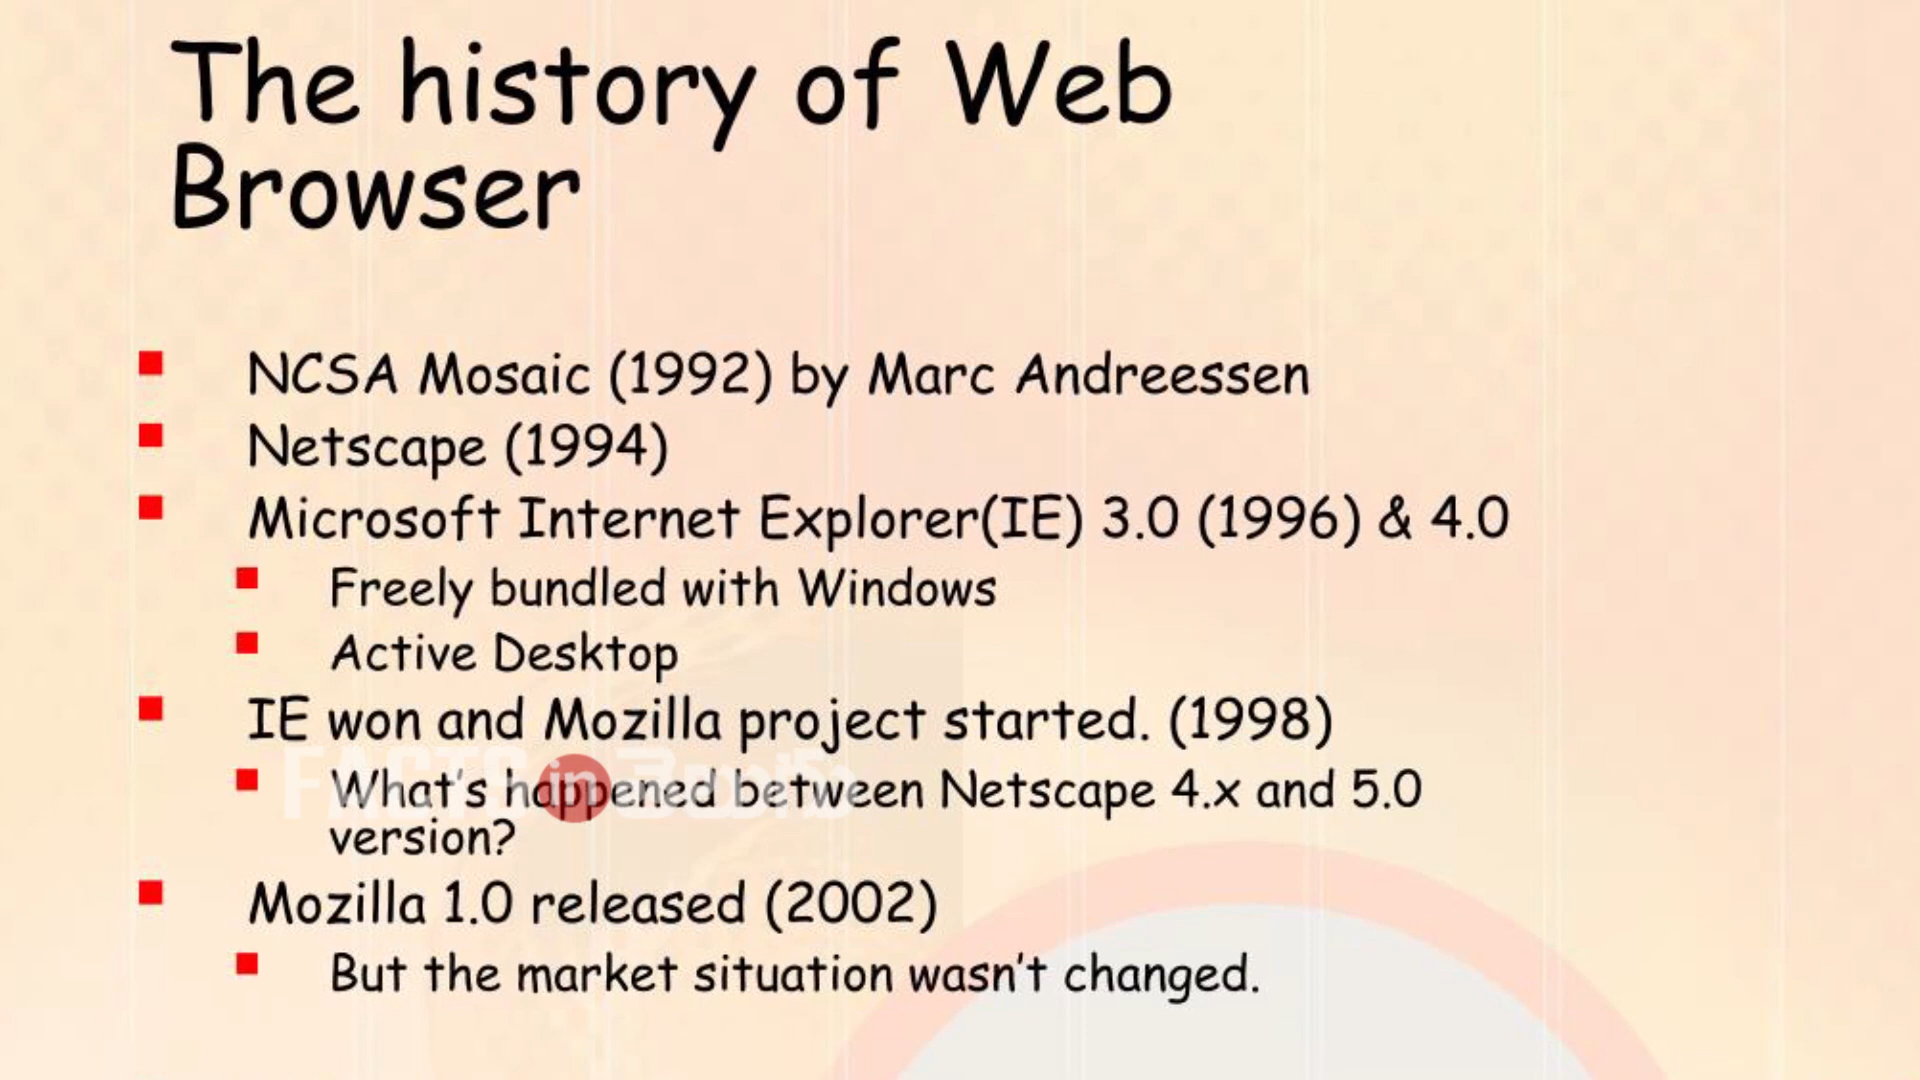 The history of Web
Browser
NCSA Mosaic (1992) by Marc Andreessen
Netscape (1994)
Microsoft Internet Explorer(IE) 3.0 (1996) & 4.0
Freely bundled with Windows
Active Desktop
IE won and Mozilla project started. (1998)
FACTS in తెలుగు
What's happened between Netscape 4.x and 5.0
version?
Mozilla 1.0 released (2002)
But the market situation wasn't changed.